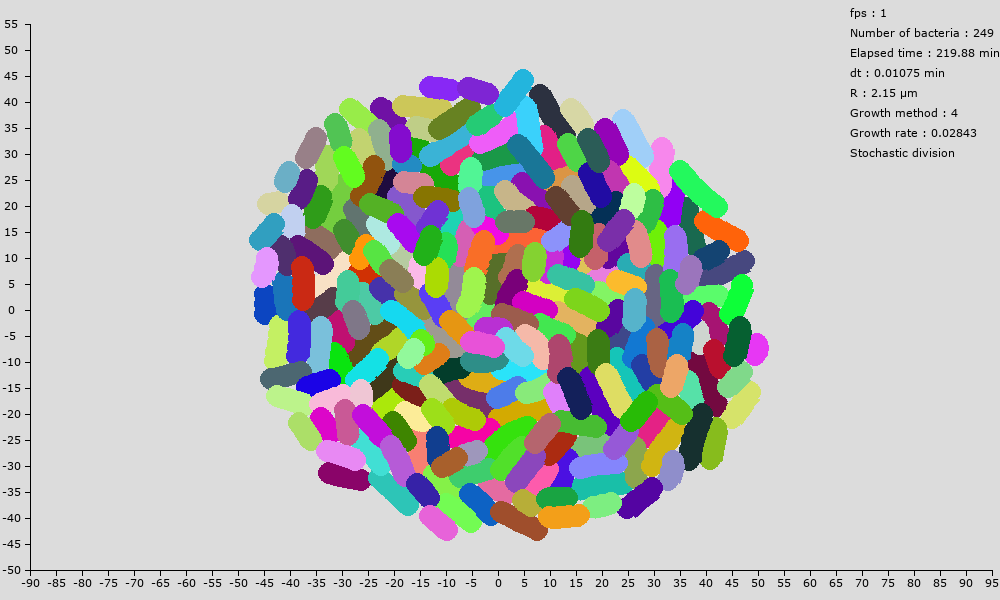 fps : 1
Number of bacteria : 249
Elapsed time : 219.88 min
dt : 0.01075 min
R : 2.15 µm
Growth method : 4
Growth rate : 0.02843
Stochastic division
55
50
45
40
35
30
25
20
15
10
5
0
-5
-10
-15
-20
-25
-30
-35
-40
-45
-50
-90 -85 -80 -75 -70 -65 -60 -55 -50 -45 -40 -35 -30 -25 -20 -15 -10 -5 0 5 10 15 20 25 30 35 40 45 50 55 60 65 70 75 80 85 90 95